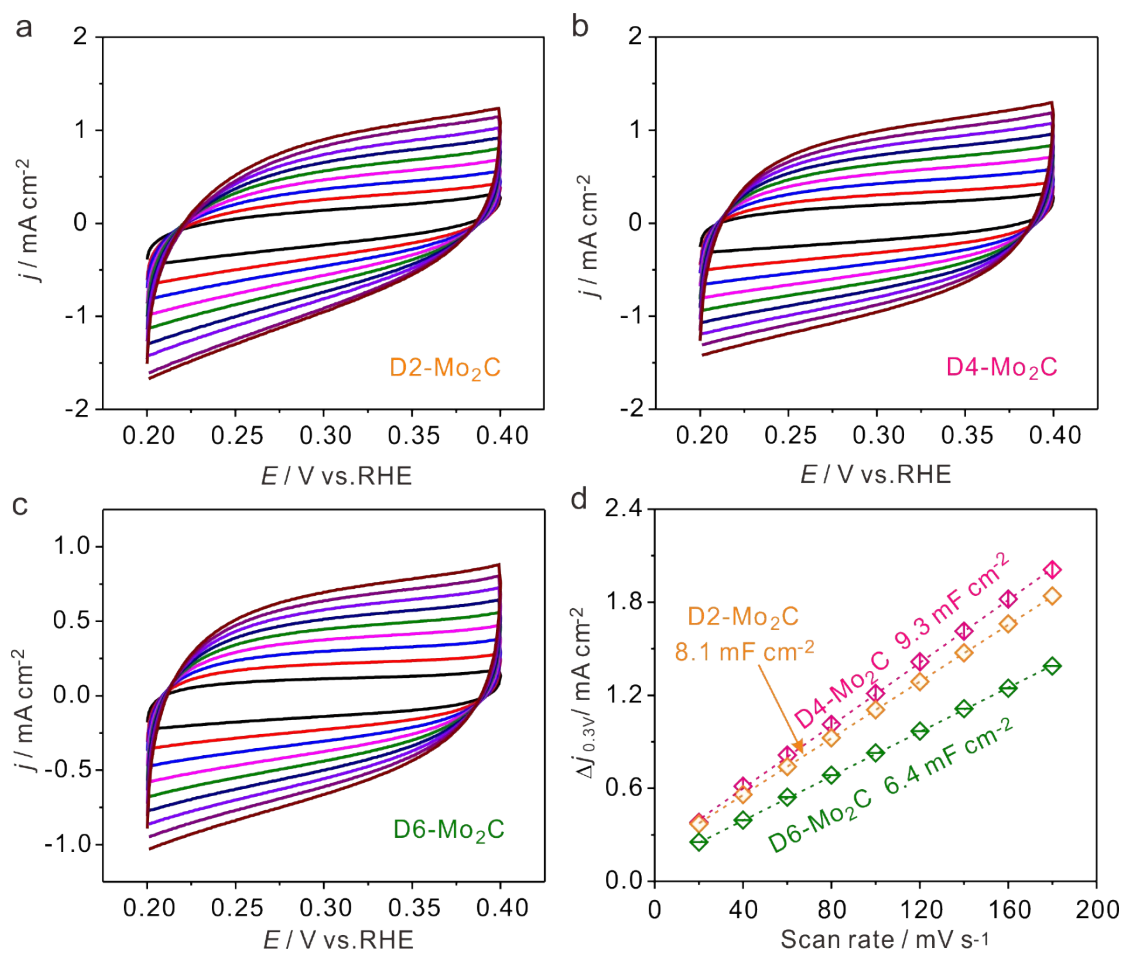 a
2
1
0
-1
-2
j / mA cm-2
D2-Mo2C
0.20 0.25 0.30 0.35 0.40
E / V vs.RHE
b
2
1
0
-1
-2
j / mA cm-2
D4-Mo2C
0.20 0.25 0.30 0.35 0.40
E / V vs.RHE
c
1.0
0.5
0.0
-0.5
-1.0
j / mA cm-2
D6-Mo2C
0.20 0.25 0.30 0.35 0.40
E / V vs.RHE
d
2.4
1.8
1.2
0.6
0.0
Δj0.3V/ mA cm-2
D2-Mo2C
8.1 mF cm-2
D4-Mo2C 9.3 mF cm-2
D6-Mo2C 6.4 mF cm-2
0 40 80 120 160 200
Scan rate / mV s-1